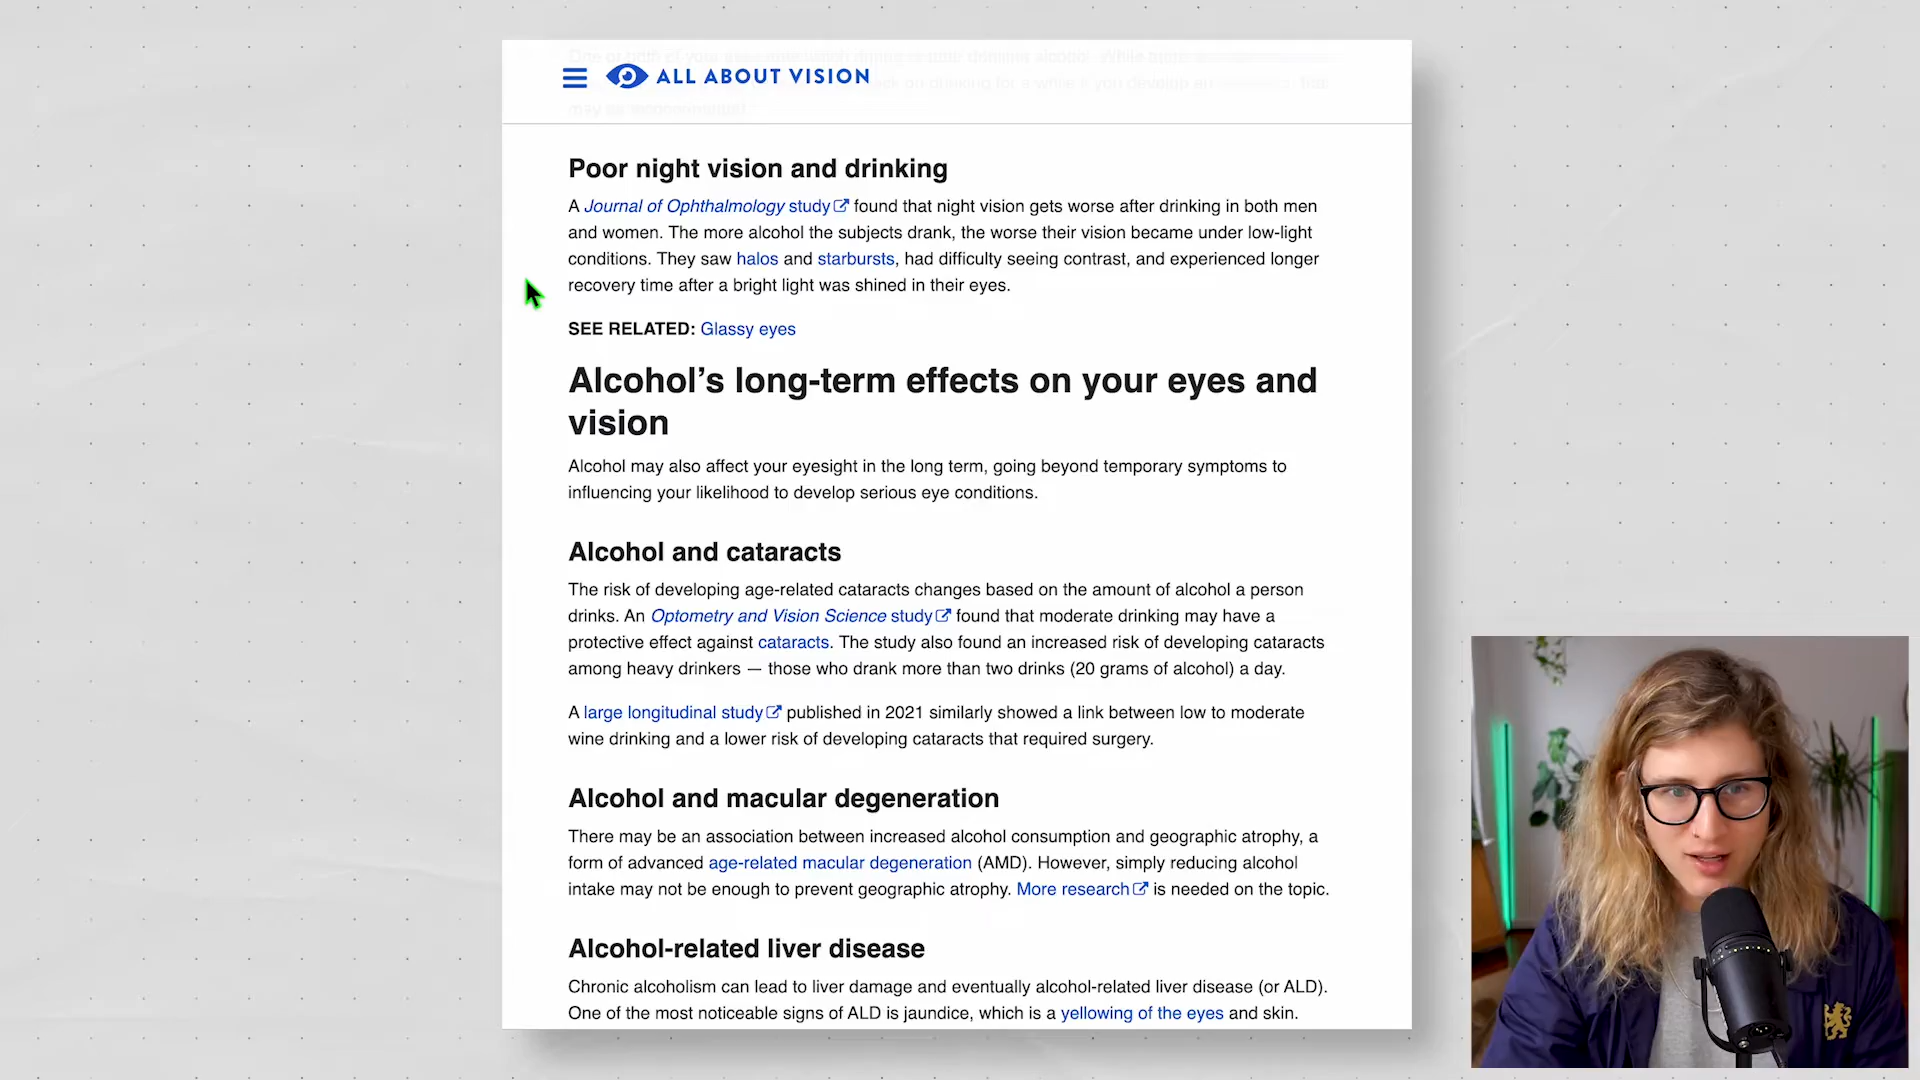 ALL ABOUT VISION
Poor night vision and drinking
A Journal of Ophthalmology study found that night vision gets worse after drinking in both men
and women. The more alcohol the subjects drank, the worse their vision became under low-light
conditions. They saw halos and starbursts, had difficulty seeing contrast, and experienced longer
recovery time after a bright light was shined in their eyes.
SEE RELATED: Glassy eyes
Alcohol’s long-term effects on your eyes and
vision
Alcohol may also affect your eyesight in the long term, going beyond temporary symptoms to
influencing your likelihood to develop serious eye conditions.
Alcohol and cataracts
The risk of developing age-related cataracts changes based on the amount of alcohol a person
drinks. An Optometry and Vision Science study found that moderate drinking may have a
protective effect against cataracts. The study also found an increased risk of developing cataracts
among heavy drinkers — those who drank more than two drinks (20 grams of alcohol) a day.
A large longitudinal study published in 2021 similarly showed a link between low to moderate
wine drinking and a lower risk of developing cataracts that required surgery.
Alcohol and macular degeneration
There may be an association between increased alcohol consumption and geographic atrophy, a
form of advanced age-related macular degeneration (AMD). However, simply reducing alcohol
intake may not be enough to prevent geographic atrophy. More research is needed on the topic.
Alcohol-related liver disease
Chronic alcoholism can lead to liver damage and eventually alcohol-related liver disease (or ALD).
One of the most noticeable signs of ALD is jaundice, which is a yellowing of the eyes and skin.